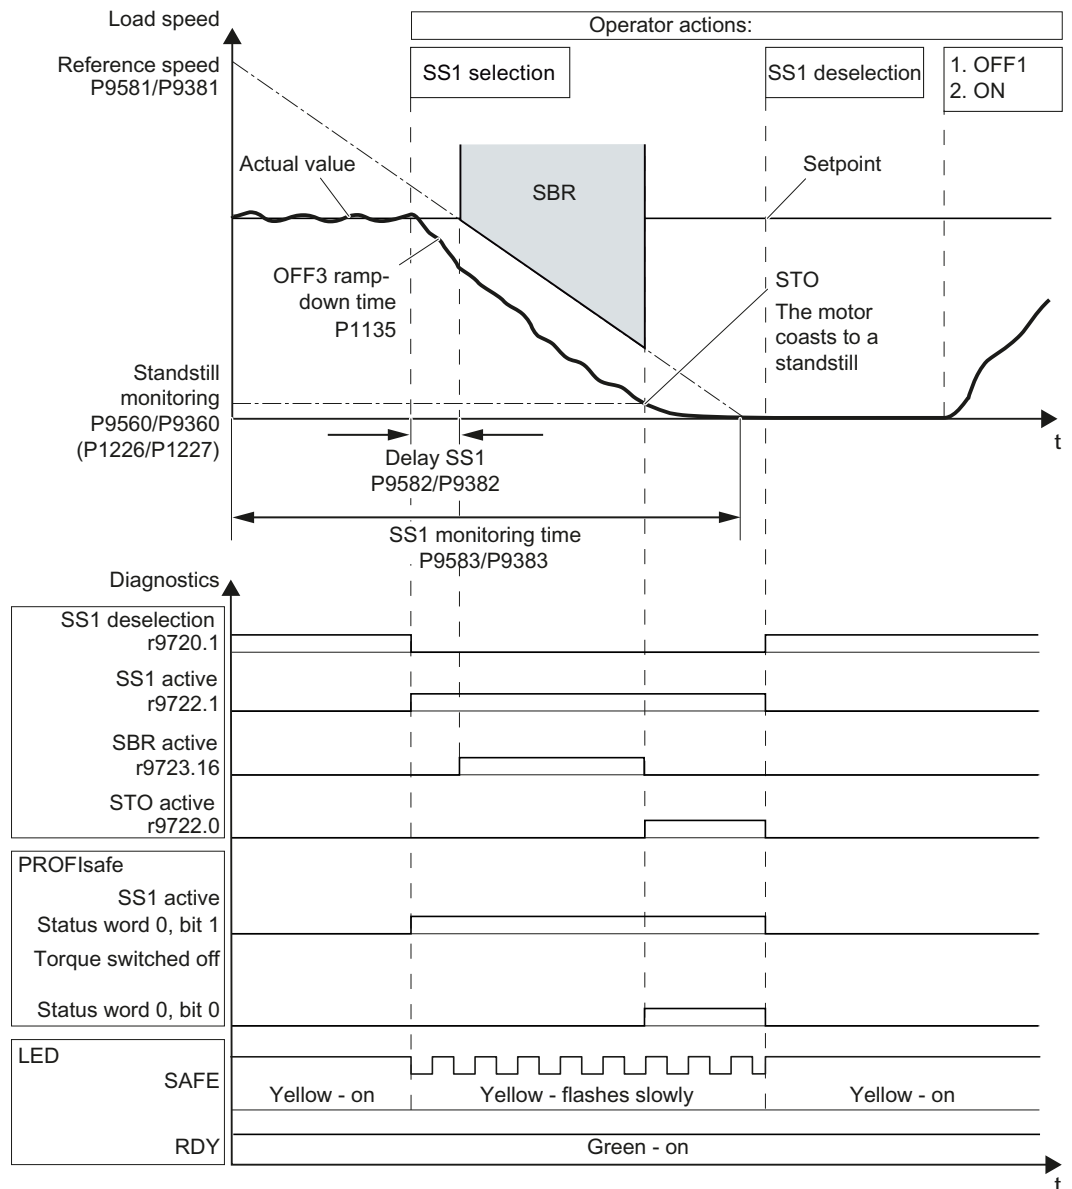 Load speed
Operator actions:
Reference speed
P9581/P9381
SS1 selection
SS1 deselection
1. OFF1
2. ON
Actual value
SBR
Setpoint
OFF3 ramp-
down time
P1135
STO
The motor
coasts to a
standstill
Standstill
monitoring
P9560/P9360
(P1226/P1227)
t
Delay SS1
P9582/P9382
SS1 monitoring time
P9583/P9383
Diagnostics
SS1 deselection
r9720.1
SS1 active
r9722.1
SBR active
r9723.16
STO active
r9722.0
PROFIsafe
SS1 active
Status word 0, bit 1
Torque switched off
Status word 0, bit 0
LED
SAFE
Yellow - on
Yellow - flashes slowly
Yellow - on
RDY
Green - on
t